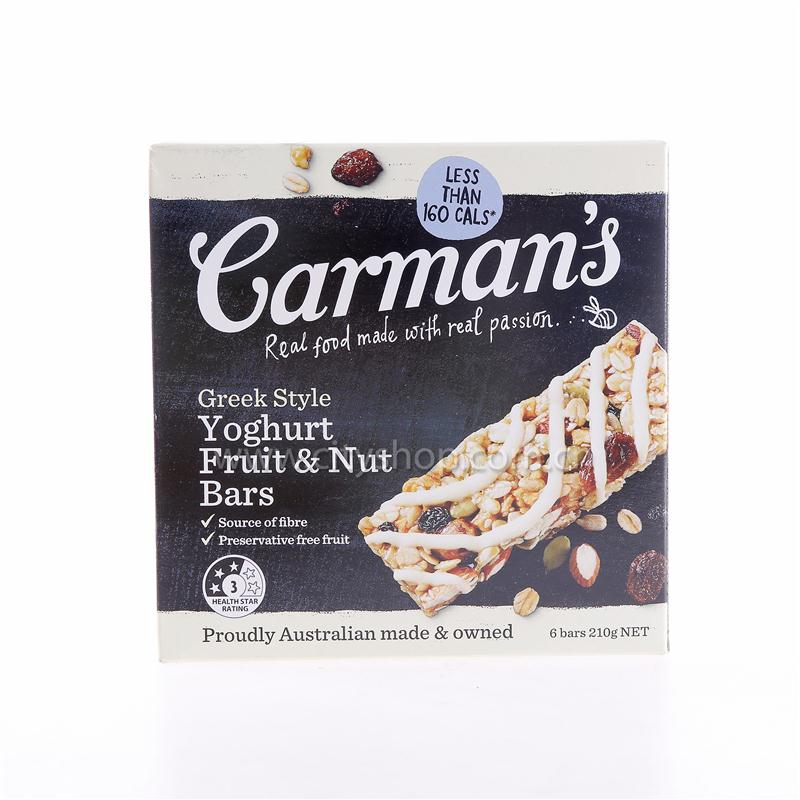 LESS
THAN
160 CALS*
Carman's
Real food made with real passion.
Greek Style
Yoghurt
Fruit & Nut
Bars
✓ Source of fibre
✓ Preservative free fruit
3
HEALTH STAR
RATING
Proudly Australian made & owned
6 bars 210g NET